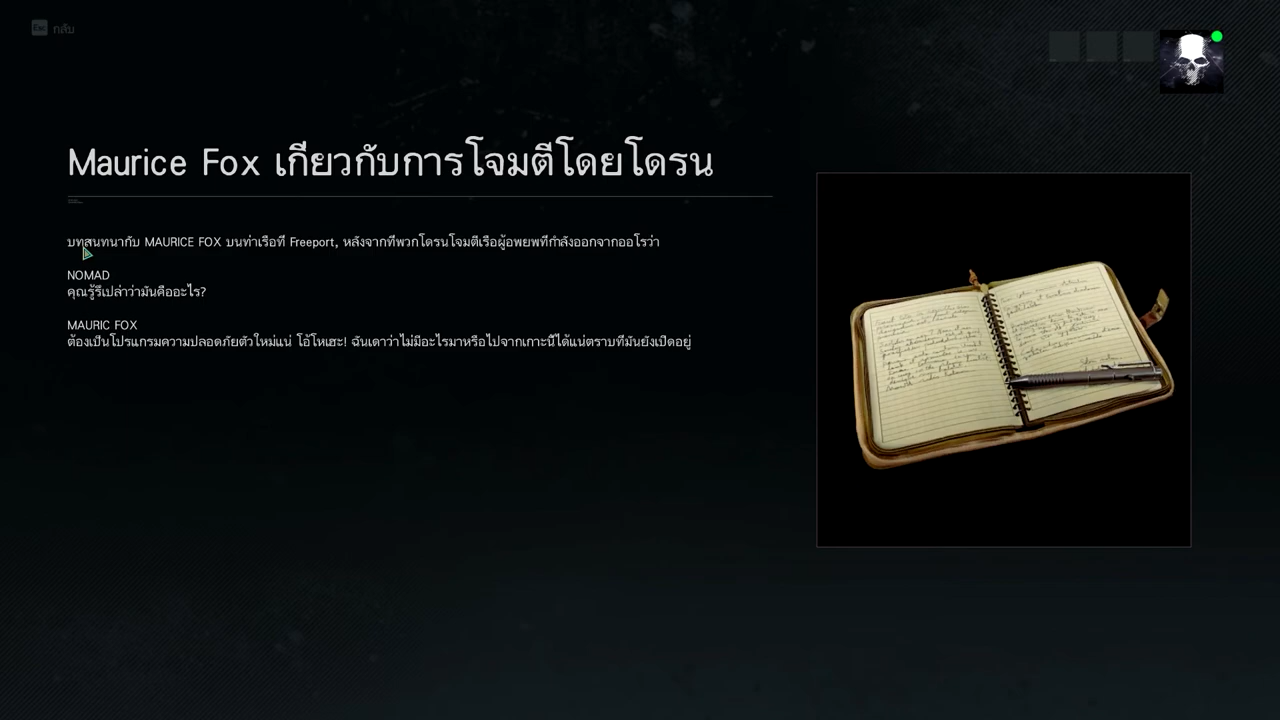 Esc กลับ
Maurice Fox เกี่ยวกับการโจมตีโดยโดรน
บทสนทนากับ MAURICE FOX บนท่าเรือที่ Freeport, หลังจากที่พวกโดรนโจมตีเรือผู้อพยพที่กำลังออกจากออโรว่า
NOMAD
คุณรู้รึเปล่าว่ามันคืออะไร?
MAURIC FOX
ต้องเป็นโปรแกรมความปลอดภัยตัวใหม่แน่ โอ้โหเฮะ! ฉันเดาว่าไม่มีอะไรมาหรือไปจากเกาะนี้ได้แน่ตราบที่มันยังเปิดอยู่